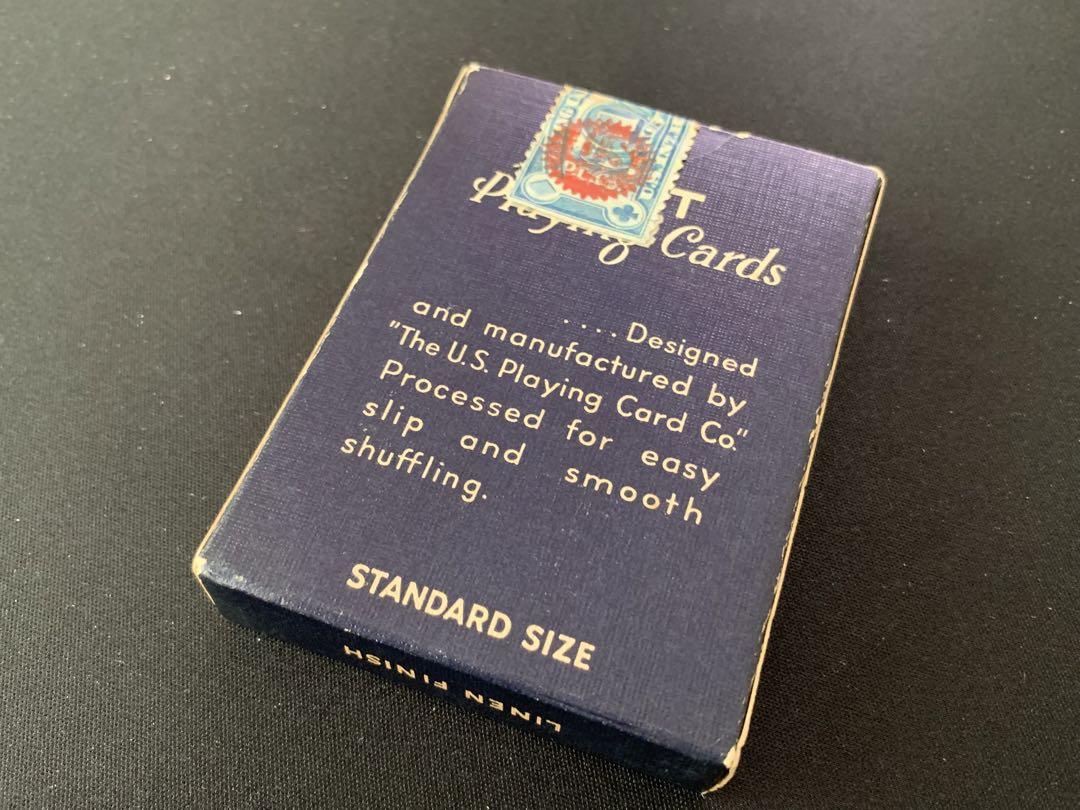 T
Playing Cards
....Designed
and manufactured by
"The U.S. Playing Card Co."
Processed for easy
slip and smooth
shuffling.
STANDARD SIZE
LINEN FINISH